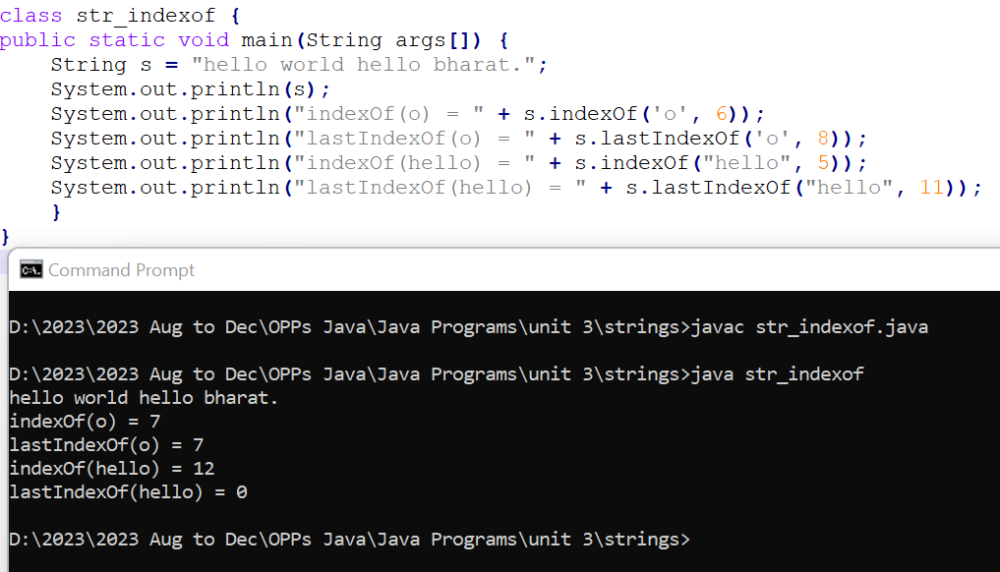 class str_indexof {
public static void main(String args[]) {
    String s = "hello world hello bharat.";
    System.out.println(s);
    System.out.println("indexOf(o) = " + s.indexOf('o', 6));
    System.out.println("lastIndexOf(o) = " + s.lastIndexOf('o', 8));
    System.out.println("indexOf(hello) = " + s.indexOf("hello", 5));
    System.out.println("lastIndexOf(hello) = " + s.lastIndexOf("hello", 11));
    }
}
Command Prompt
D:\2023\2023 Aug to Dec\OPPs Java\Java Programs\unit 3\strings>javac str_indexof.java
D:\2023\2023 Aug to Dec\OPPs Java\Java Programs\unit 3\strings>java str_indexof
hello world hello bharat.
indexOf(o) = 7
lastIndexOf(o) = 7
indexOf(hello) = 12
lastIndexOf(hello) = 0
D:\2023\2023 Aug to Dec\OPPs Java\Java Programs\unit 3\strings>